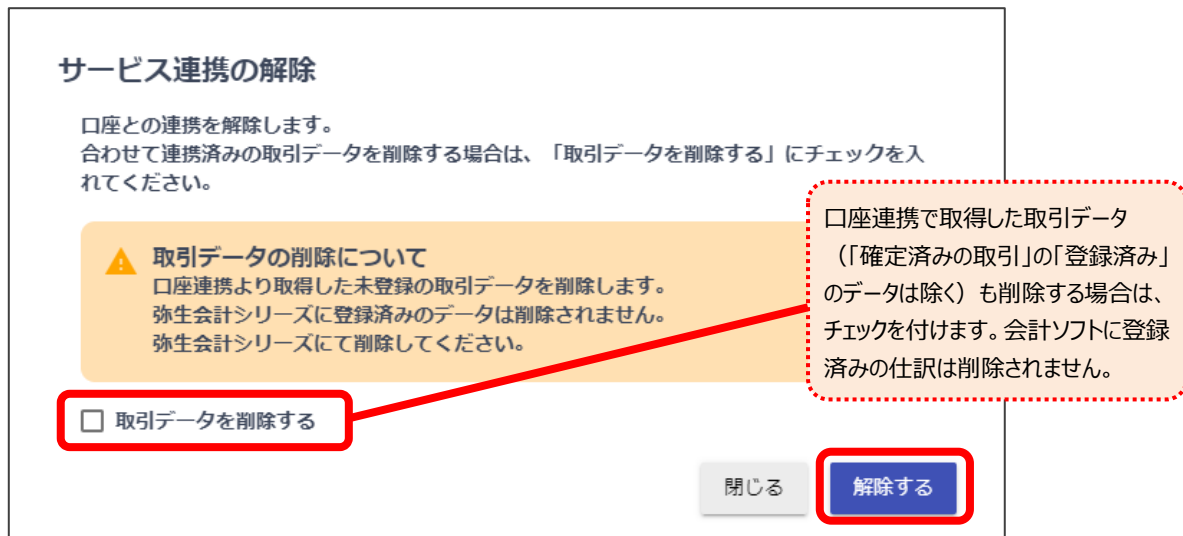 サービス連携の解除
口座との連携を解除します。
合わせて連携済みの取引データを削除する場合は、「取引データを削除する」にチェックを入
れてください。
取引データの削除について
口座連携より取得した未登録の取引データを削除します。
弥生会計シリーズに登録済みのデータは削除されません。
弥生会計シリーズにて削除してください。
口座連携で取得した取引データ
（「確定済みの取引」の「登録済み」
のデータは除く）も削除する場合は、
チェックを付けます。会計ソフトに登録
済みの仕訳は削除されません。
取引データを削除する
閉じる
解除する